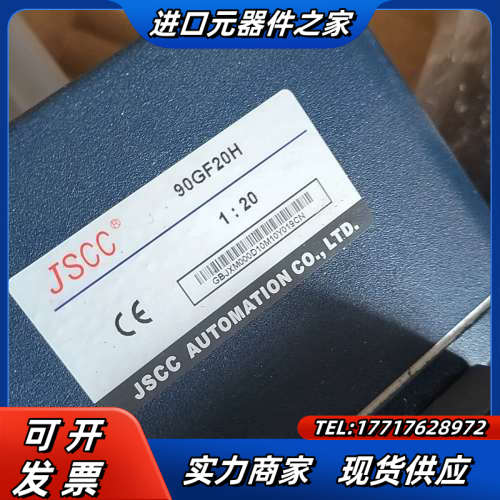 进口元器件之家
JSCC®
90GF20H
1 : 20
GBJXM000D10M10Y019CN
CE
JSCC AUTOMATION CO., LTD.
可开
发票
TEL:17717628972
实力商家 现货供应